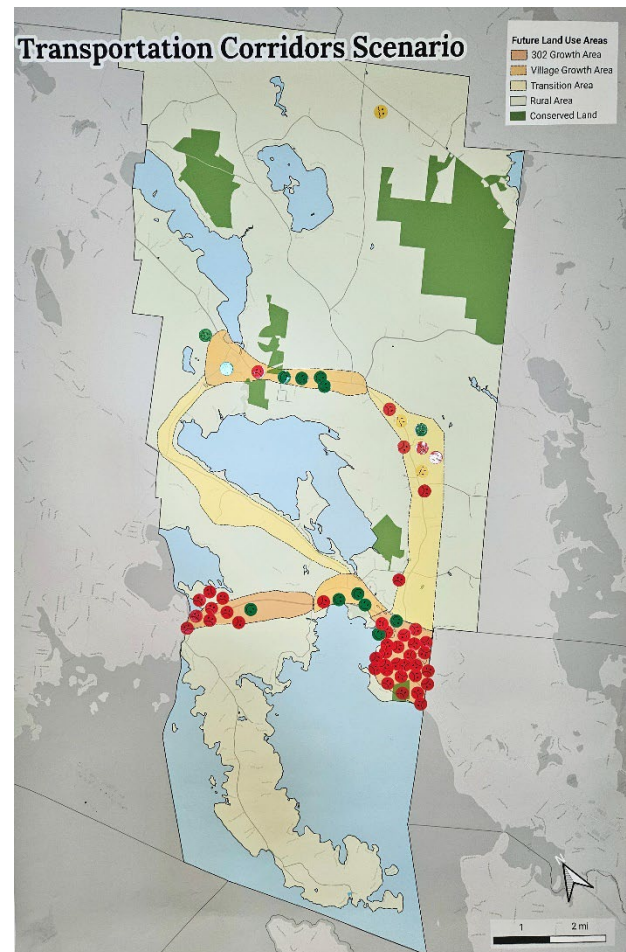 Transportation Corridors Scenario
Future Land Use Areas
302 Growth Area
Village Growth Area
Transition Area
Rural Area
Conserved Land
1 2 mi